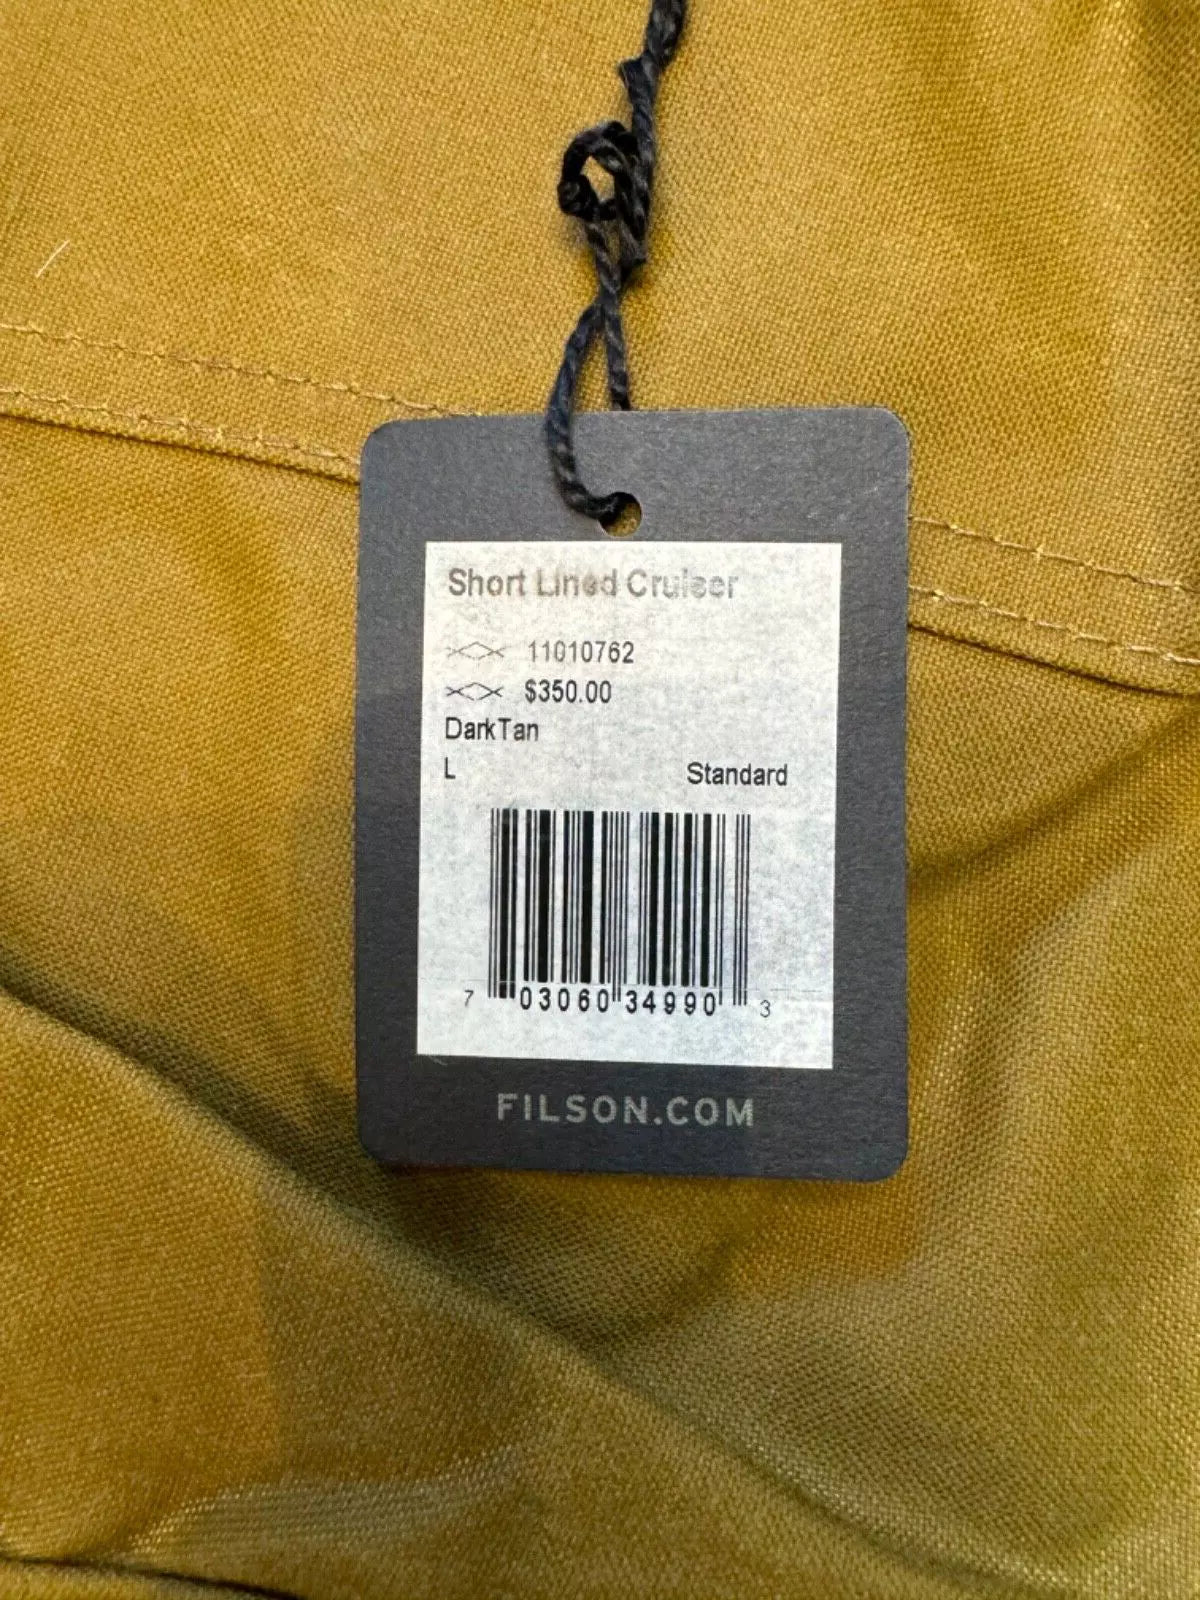 Short Lined Cruiser
11010762
$350.00
DarkTan
L Standard
7 03060 34990 3
FILSON.COM